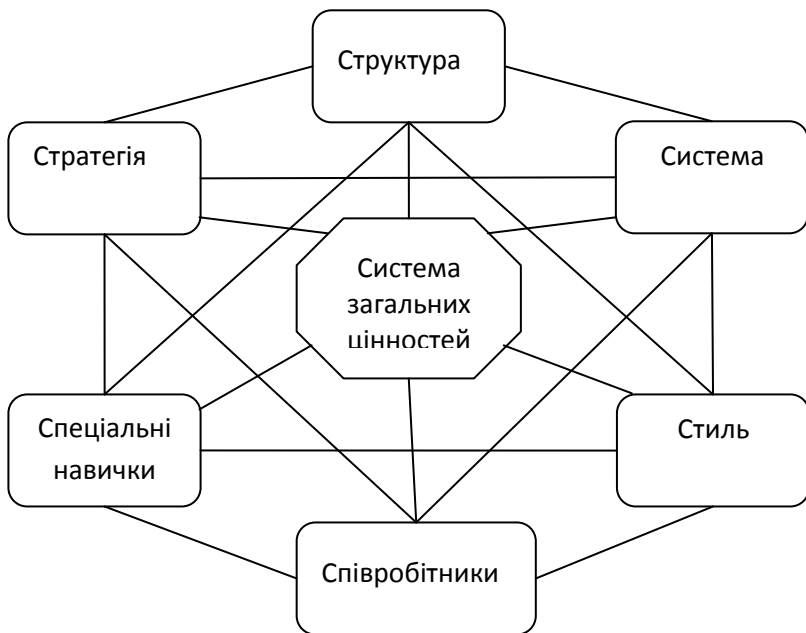 Структура
Стратегія
Система
Система
загальних
цінностей
Спеціальні
навички
Стиль
Співробітники